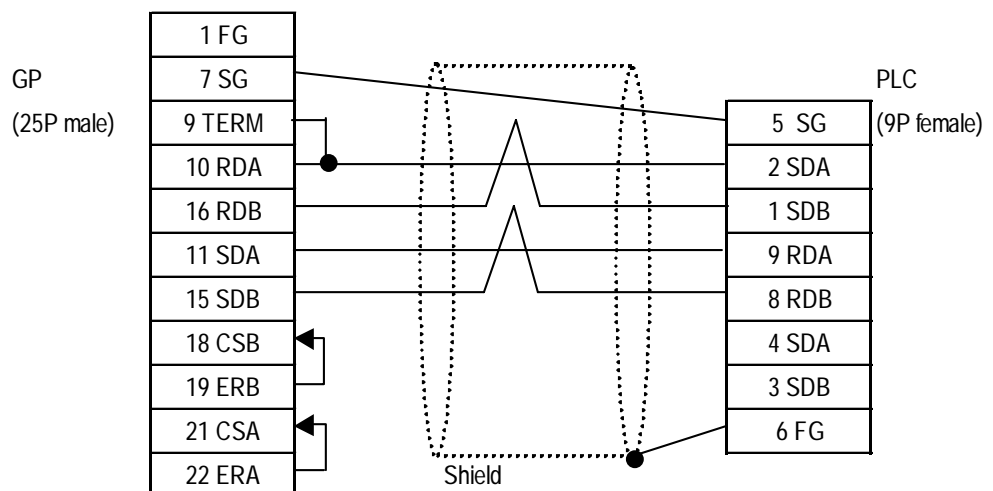 GP
(25P male)
1 FG
7 SG
9 TERM
10 RDA
16 RDB
11 SDA
15 SDB
18 CSB
19 ERB
21 CSA
22 ERA
Shield
PLC
(9P female)
5 SG
2 SDA
1 SDB
9 RDA
8 RDB
4 SDA
3 SDB
6 FG